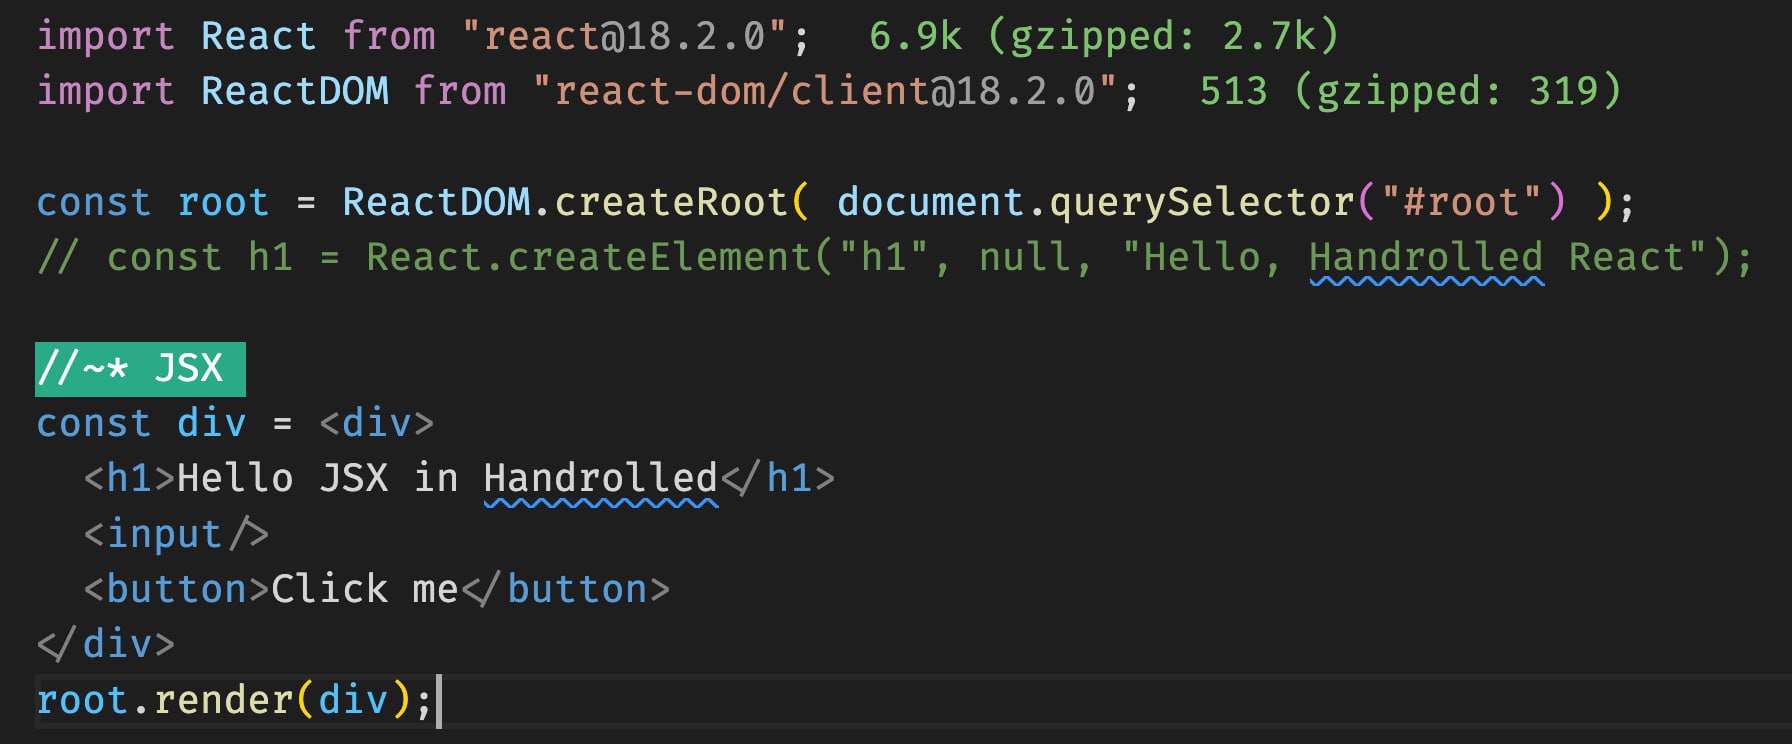 import React from "react@18.2.0"; 6.9k (gzipped: 2.7k)
import ReactDOM from "react-dom/client@18.2.0"; 513 (gzipped: 319)
const root = ReactDOM.createRoot( document.querySelector("#root") );
// const h1 = React.createElement("h1", null, "Hello, Handrolled React");
//~* JSX
const div = <div>
  <h1>Hello JSX in Handrolled</h1>
  <input/>
  <button>Click me</button>
</div>
root.render(div);